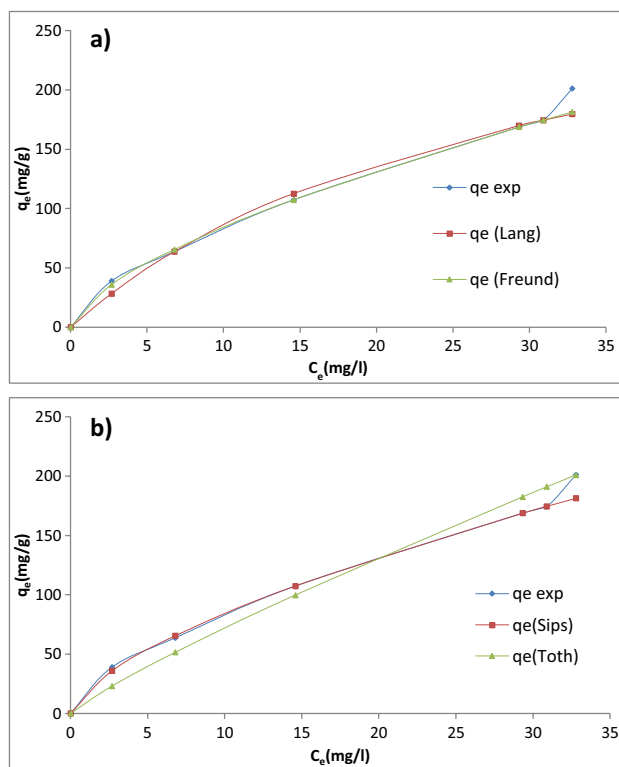 a)
250
200
150
100
50
0
qe(mg/g)
qe exp
qe (Lang)
qe (Freund)
0 5 10 15 20 25 30 35
Ce(mg/l)
b)
250
200
150
100
50
0
qe(mg/g)
qe exp
qe(Sips)
qe(Toth)
0 5 10 15 20 25 30 35
Ce(mg/l)